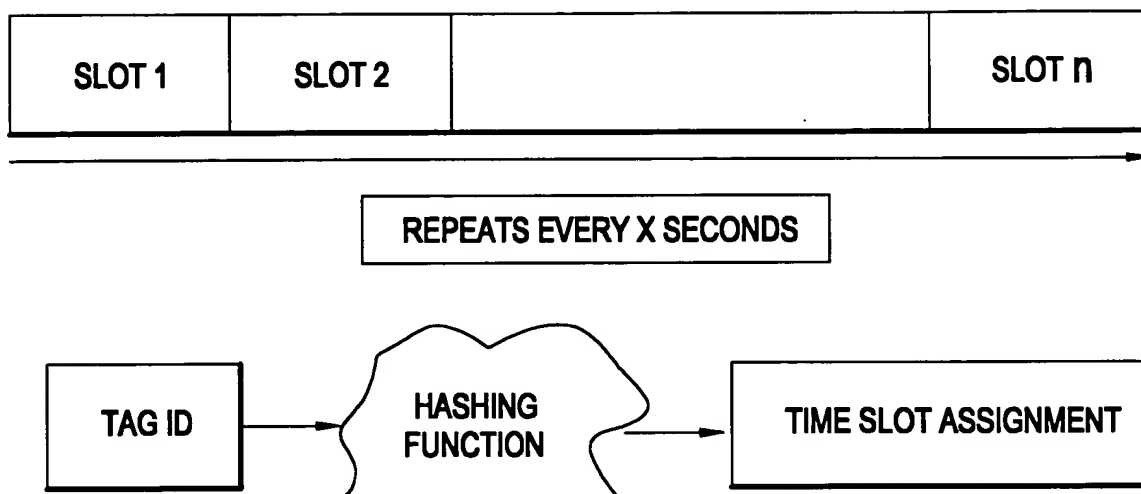 SLOT 1
SLOT 2
SLOT n
REPEATS EVERY X SECONDS
TAG ID
HASHING
FUNCTION
TIME SLOT ASSIGNMENT